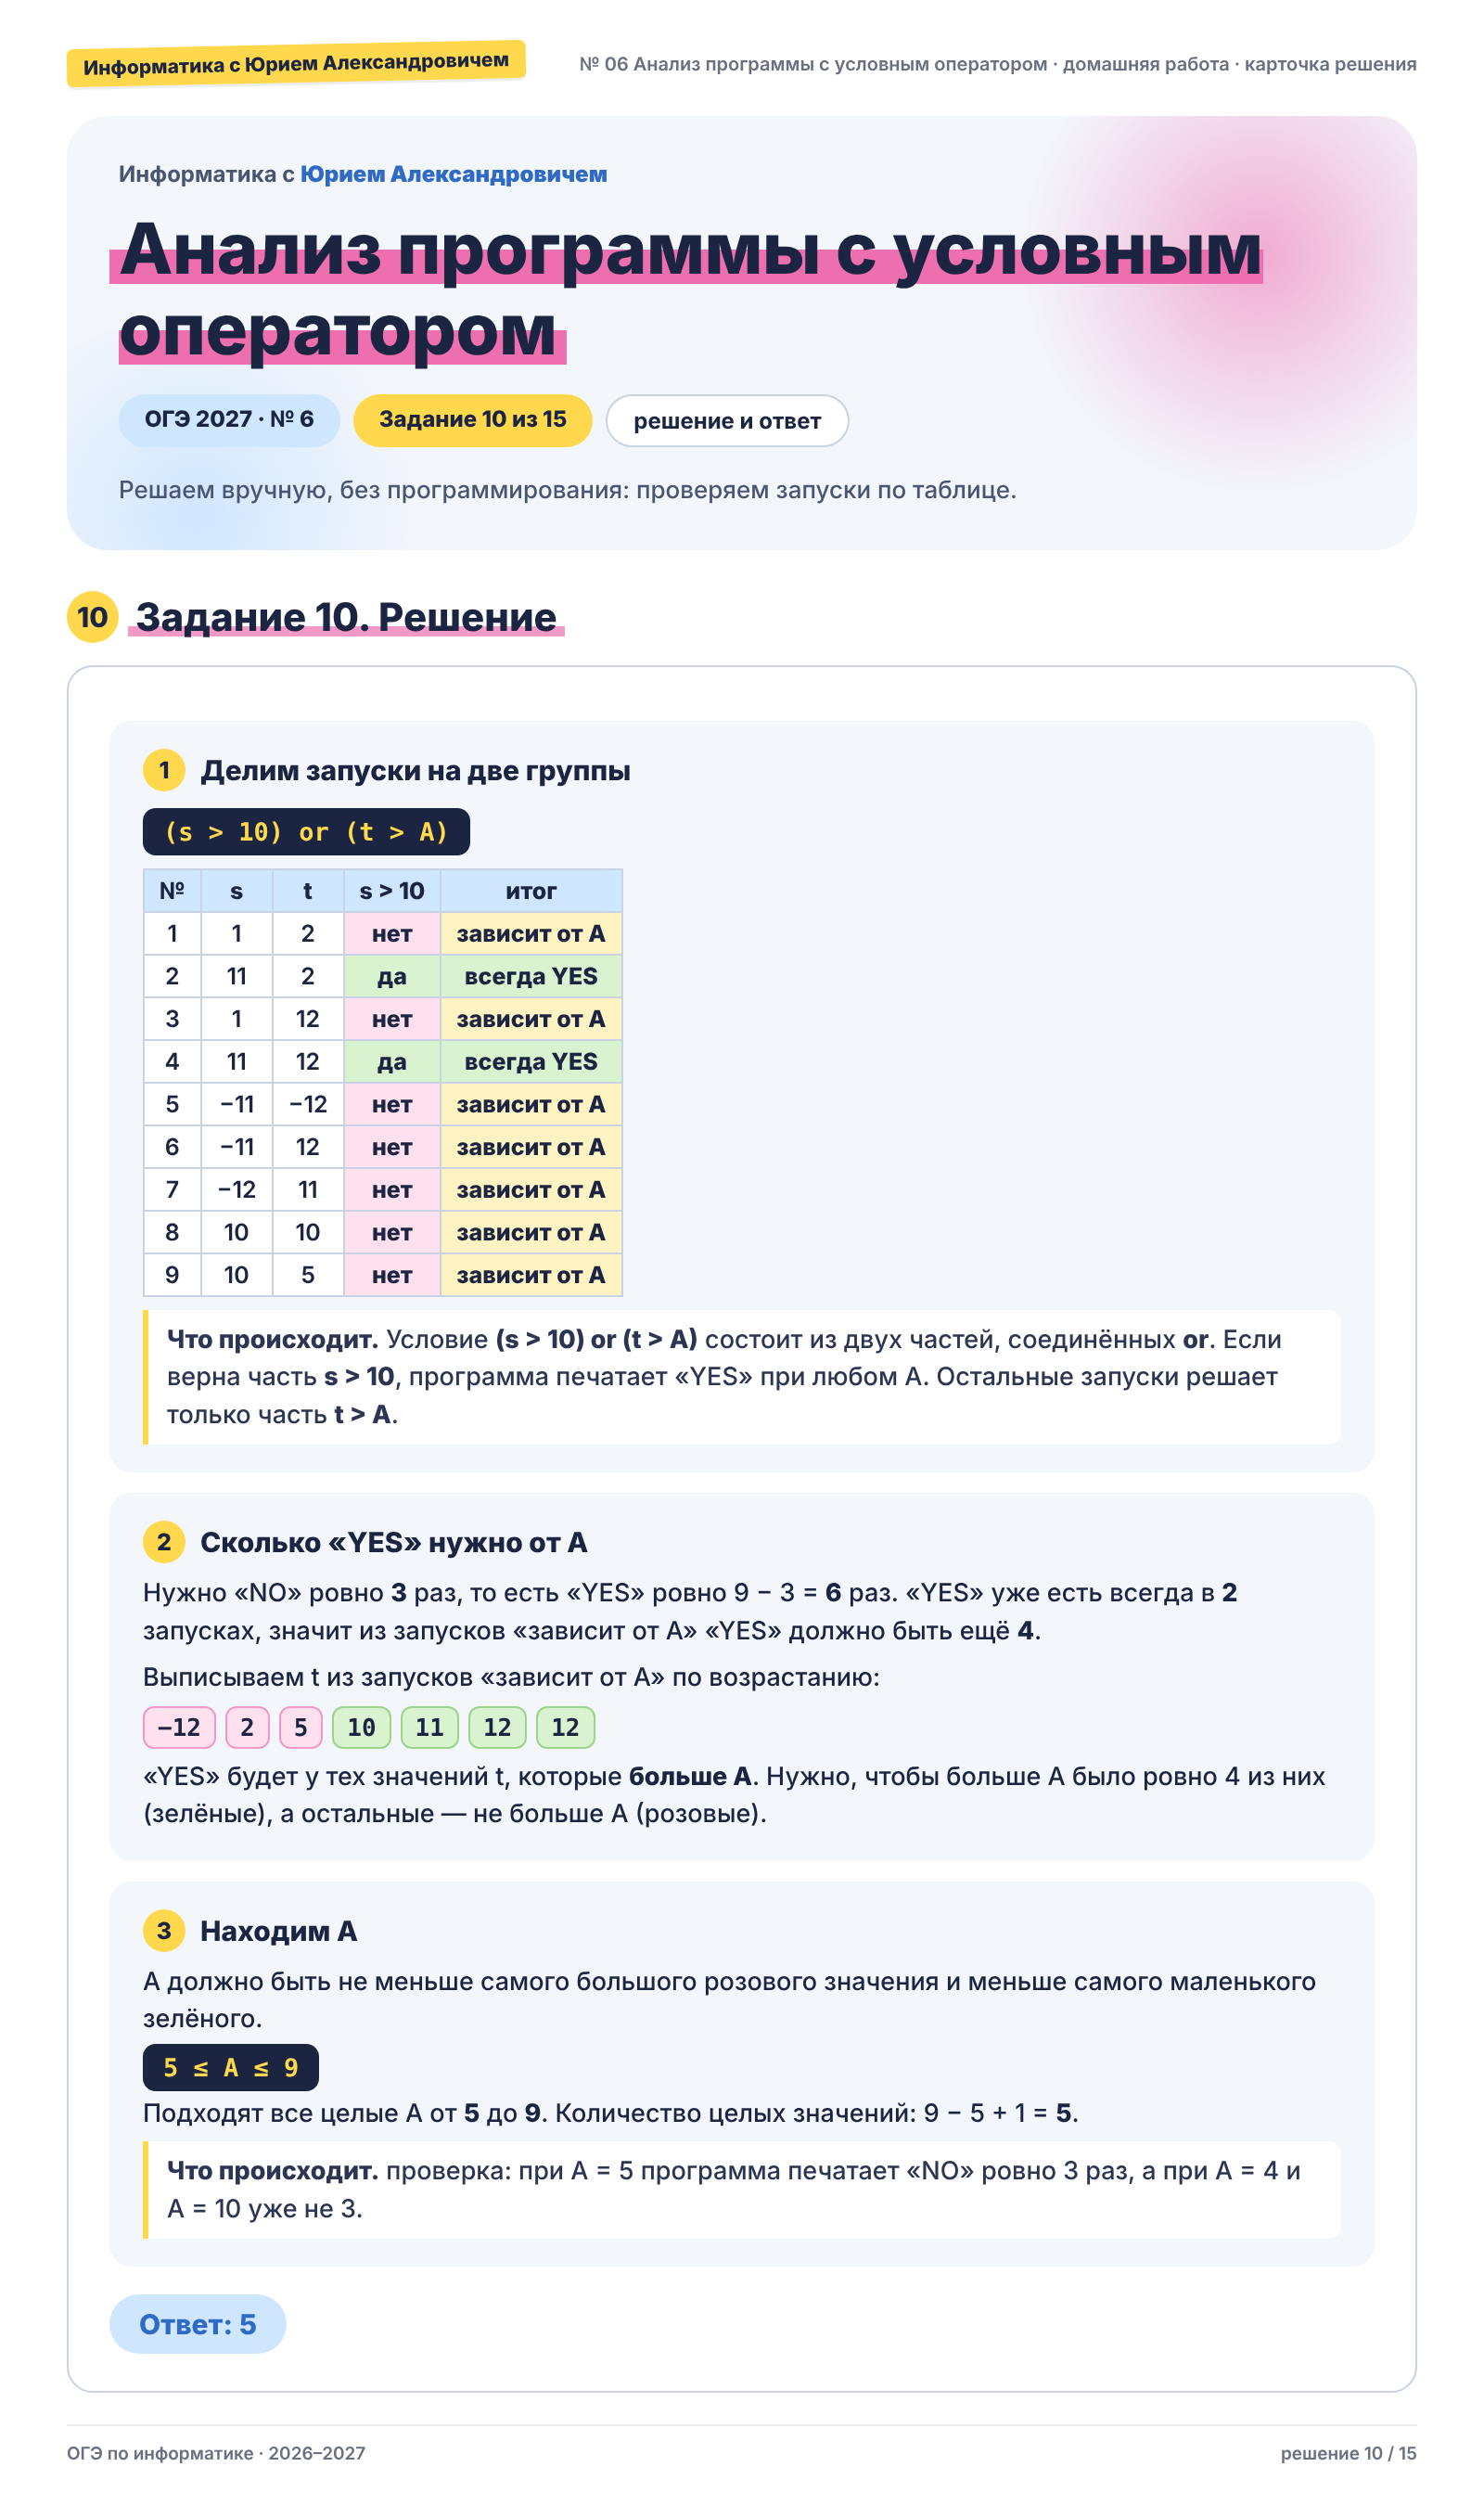 Информатика с Юрием Александровичем
№ 06 Анализ программы с условным оператором · домашняя работа · карточка решения
Информатика с Юрием Александровичем
Анализ программы с условным
оператором
ОГЭ 2027 · № 6
Задание 10 из 15
решение и ответ
Решаем вручную, без программирования: проверяем запуски по таблице.
10 Задание 10. Решение
1 Делим запуски на две группы
(s > 10) or (t > A)
№ s t s > 10 итог
1 1 2 нет зависит от A
2 11 2 да всегда YES
3 1 12 нет зависит от A
4 11 12 да всегда YES
5 −11 −12 нет зависит от A
6 −11 12 нет зависит от A
7 −12 11 нет зависит от A
8 10 10 нет зависит от A
9 10 5 нет зависит от A
Что происходит. Условие (s > 10) or (t > A) состоит из двух частей, соединённых or. Если
верна часть s > 10, программа печатает «YES» при любом A. Остальные запуски решает
только часть t > A.
2 Сколько «YES» нужно от A
Нужно «NO» ровно 3 раз, то есть «YES» ровно 9 − 3 = 6 раз. «YES» уже есть всегда в 2
запусках, значит из запусков «зависит от A» «YES» должно быть ещё 4.
Выписываем t из запусков «зависит от A» по возрастанию:
−12 2 5 10 11 12 12
«YES» будет у тех значений t, которые больше A. Нужно, чтобы больше A было ровно 4 из них
(зелёные), а остальные — не больше A (розовые).
3 Находим A
A должно быть не меньше самого большого розового значения и меньше самого маленького
зелёного.
5 ≤ A ≤ 9
Подходят все целые A от 5 до 9. Количество целых значений: 9 − 5 + 1 = 5.
Что происходит. проверка: при A = 5 программа печатает «NO» ровно 3 раз, а при A = 4 и
A = 10 уже не 3.
Ответ: 5
ОГЭ по информатике · 2026–2027
решение 10 / 15